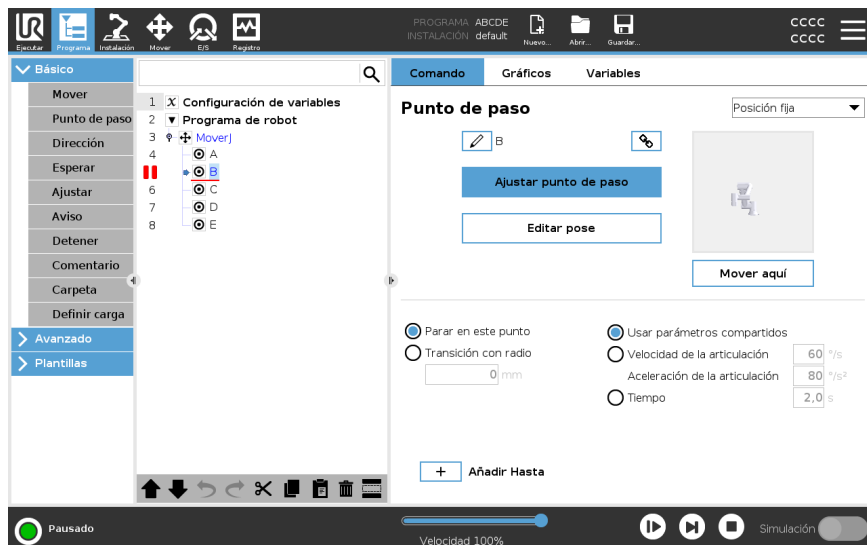 PROGRAMA ABCDE
INSTALACIÓN default
UR
Ejecutar
Programa
Instalación
Mover
E/S
Registro
Nuevo...
Abrir...
Guardar...
CCCC
CCCC
Básico
Mover
Punto de paso
Dirección
Esperar
Ajustar
Aviso
Detener
Comentario
Carpeta
Definir carga
Avanzado
Plantillas
1 X Configuración de variables
2 Programa de robot
3 MoverJ
4 A
B
6 C
7 D
8 E
Comando Gráficos Variables
Punto de paso
Posición fija
B
Ajustar punto de paso
Editar pose
Mover aquí
Parar en este punto
Transición con radio
0 mm
Usar parámetros compartidos
Velocidad de la articulación 60 °/s
Aceleración de la articulación 80 °/s²
Tiempo 2,0 s
+ Añadir Hasta
Pausado
Velocidad 100%
Simulación